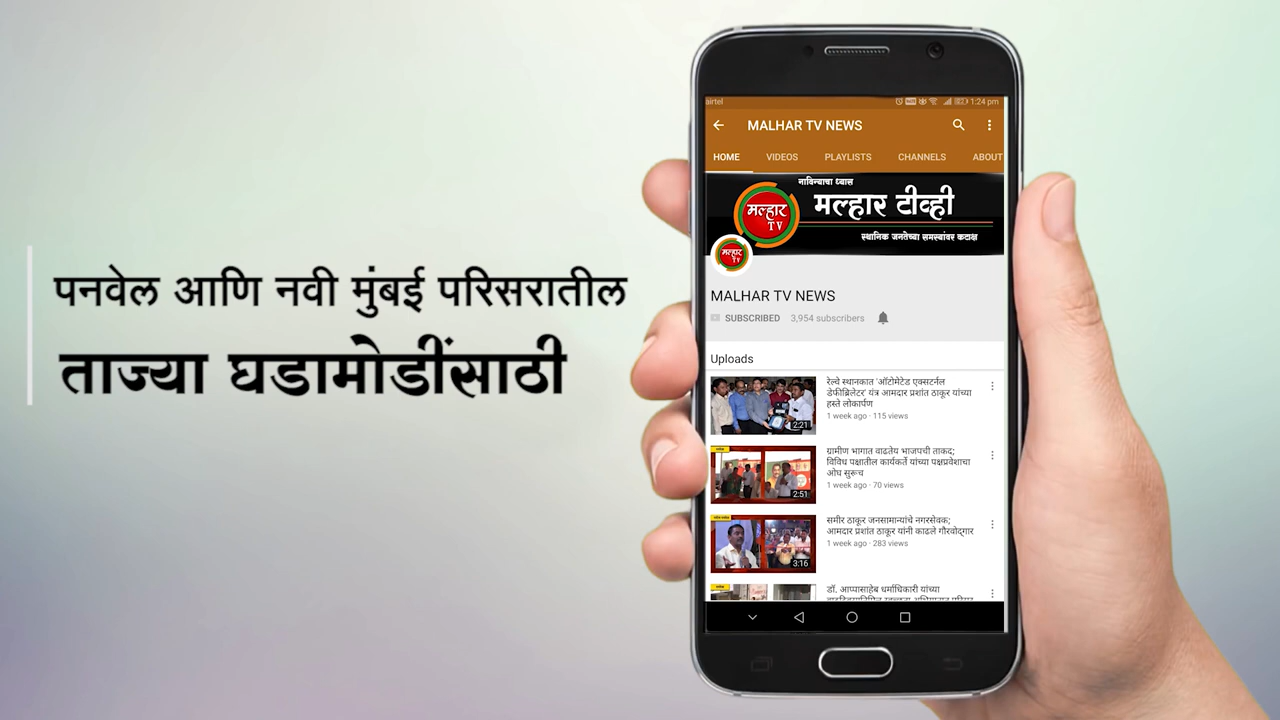 पनवेल आणि नवी मुंबई परिसरातील
ताज्या घडामोडींसाठी
airtel
1:24 pm
MALHAR TV NEWS
HOME VIDEOS PLAYLISTS CHANNELS ABOUT
नाविन्याचा ध्यास
मल्हार टीव्ही
स्थानिक जनतेच्या समस्यांवर कटाक्ष
मल्हार
TV
मल्हार
TV
MALHAR TV NEWS
SUBSCRIBED 3,954 subscribers
Uploads
रेल्वे स्थानकात 'ऑटोमेटेड एक्सटर्नल
डेफीब्रिलेटर' यंत्र आमदार प्रशांत ठाकूर यांच्या
हस्ते लोकार्पण
1 week ago · 115 views
2:21
ग्रामीण भागात वाढतेय भाजपची ताकद;
विविध पक्षातील कार्यकर्ते यांच्या पक्षप्रवेशाचा
ओघ सुरूच
1 week ago · 70 views
2:51
समीर ठाकूर जनसामान्यांचे नगरसेवक;
आमदार प्रशांत ठाकूर यांनी काढले गौरवोद्‌गार
1 week ago · 283 views
3:16
डॉ. आप्पासाहेब धर्माधिकारी यांच्या